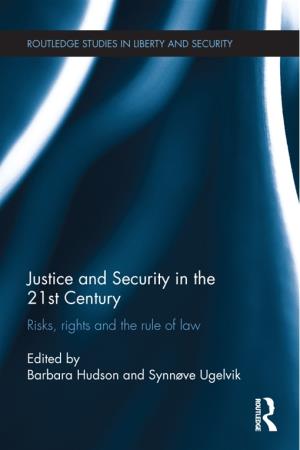 ROUTLEDGE STUDIES IN LIBERTY AND SECURITY
Justice and Security in the
21st Century
Risks, rights and the rule of law
Edited by
Barbara Hudson and Synnøve Ugelvik
ROUTLEDGE